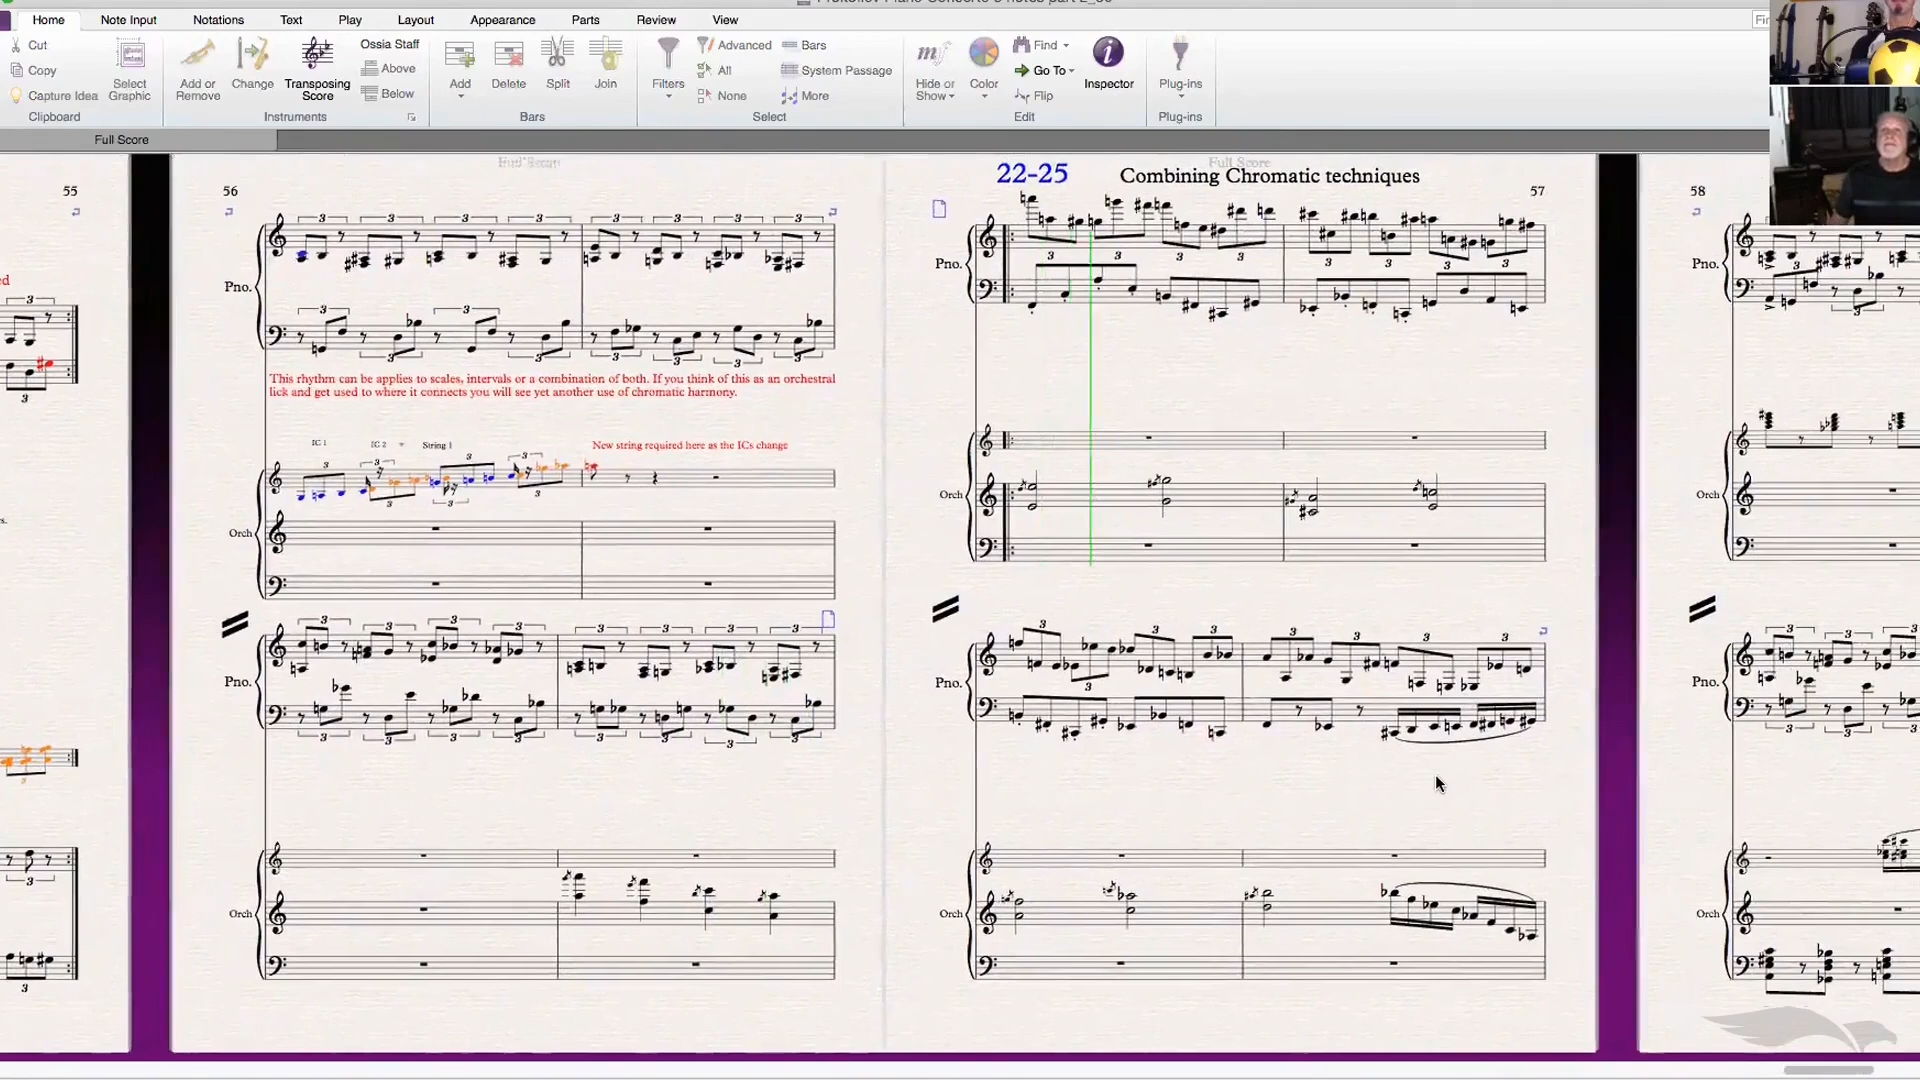 Home Note Input Notations Text Play Layout Appearance Parts Review View
Cut
Copy
Capture Idea
Select
Graphic
Clipboard
Add or
Remove
Change
Transposing
Score
Ossia Staff
Above
Below
Instruments
Add
Delete
Split
Join
Bars
Filters
Advanced
All
None
Bars
System Passage
More
Select
Hide or
Show
Color
Find
Go To
Flip
Edit
Inspector
Plug-ins
Plug-ins
Full Score
55
56
22-25
Full Score
Combining Chromatic techniques
57
58
Pno.
Pno.
Pno.
This rhythm can be applies to scales, intervals or a combination of both. If you think of this as an orchestral
lick and get used to where it connects you will see yet another use of chromatic harmony.
IC 1 IC 2 String 1
New string required here as the ICs change
Orch
Orch
Orch
Pno.
Pno.
Pno.
Orch
Orch
Orch